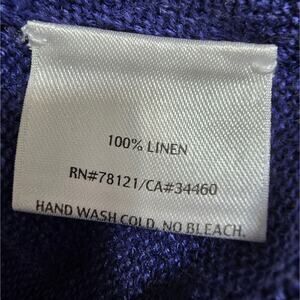 100% LINEN
RN#78121/CA#34460
HAND WASH COLD. NO BLEACH.